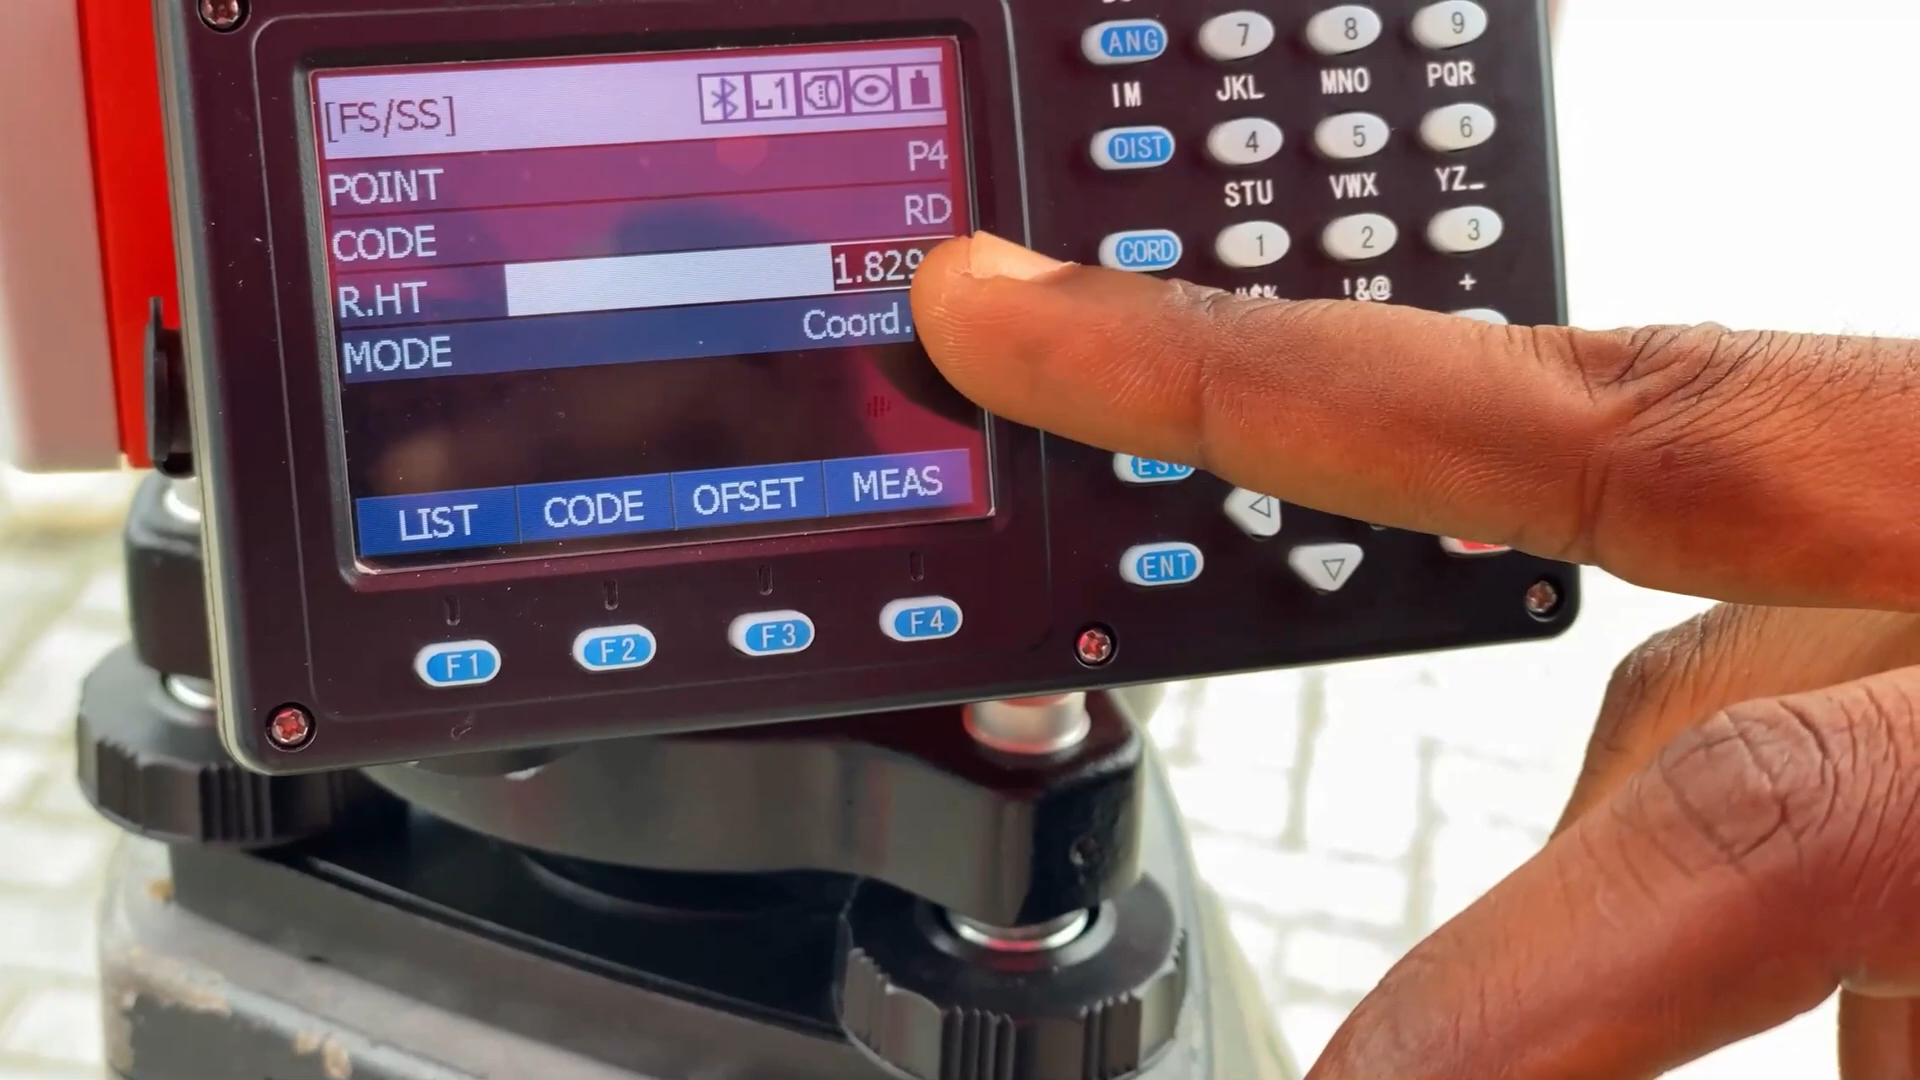 [FS/SS]
1
POINT P4
CODE RD
R.HT 1.829
MODE Coord.
LIST CODE OFSET MEAS
F1 F2 F3 F4
ANG 7 8 9
IM JKL MNO PQR
DIST 4 5 6
STU VWX YZ_
CORD 1 2 3
!&@ +
ESC
ENT